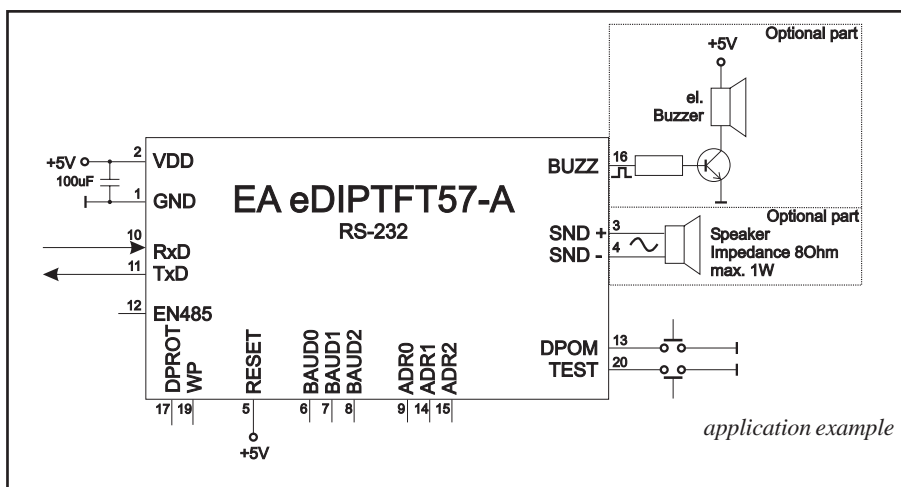 Optional part
+5V
el.
Buzzer
BUZZ
16
+5V
2
VDD
100uF
1
GND
EA eDIPTFT57-A
RS-232
10
RxD
11
TxD
12
EN485
Optional part
SND +
3
SND -
4
Speaker
Impedance 8Ohm
max. 1W
DPOM
13
TEST
20
DPROT
WP
RESET
BAUD0
BAUD1
BAUD2
ADR0
ADR1
ADR2
17
19
5
6
7
8
9
14
15
+5V
application example